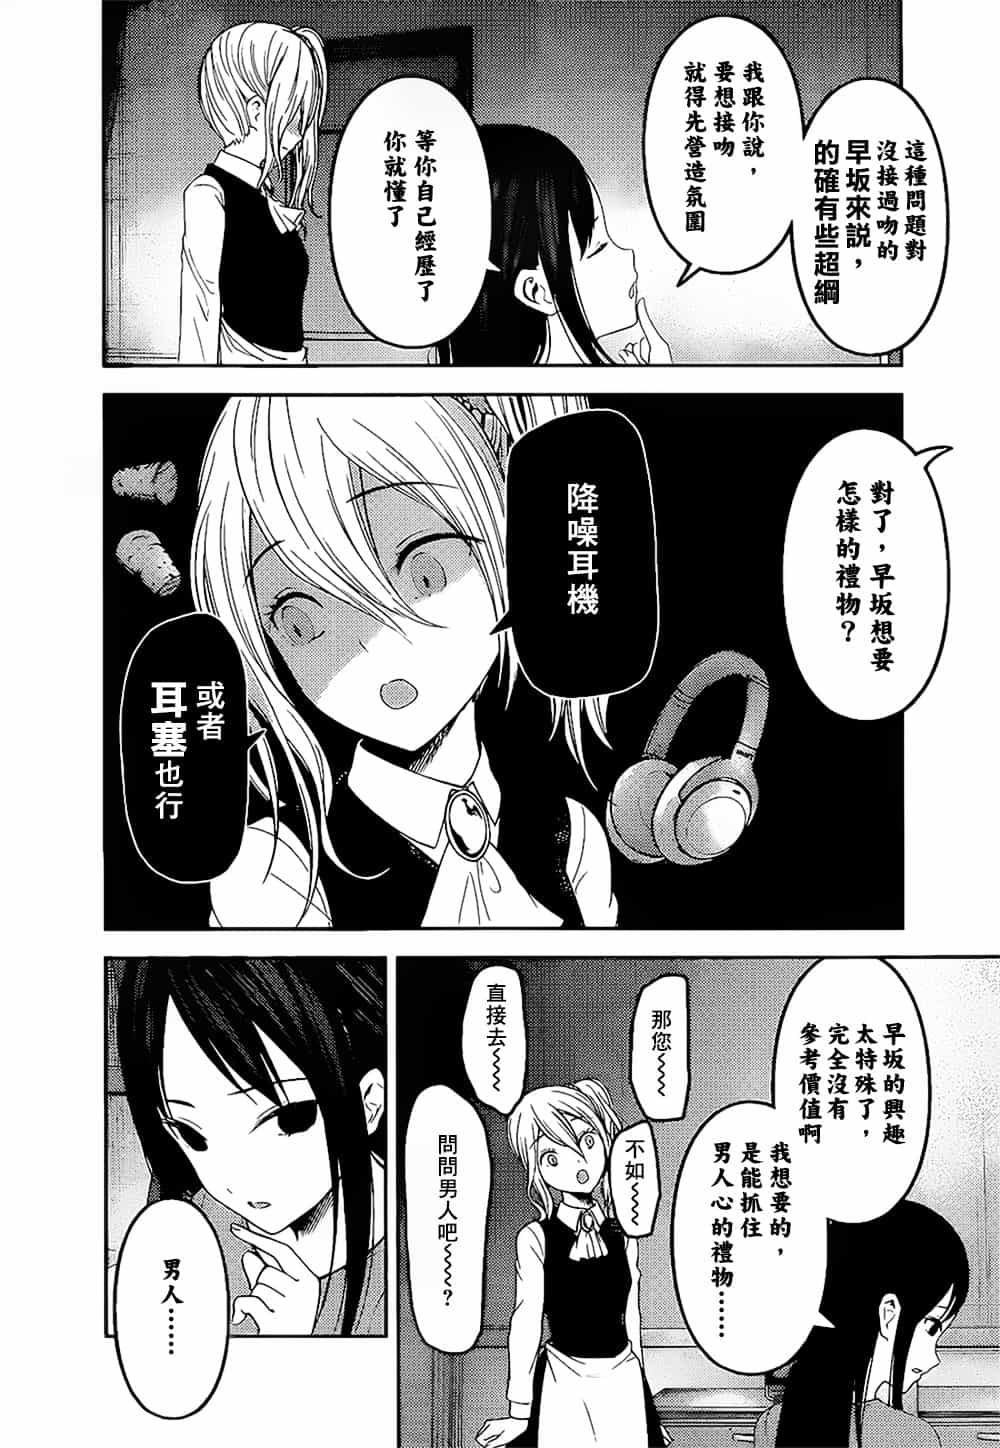 這種問題對
沒接過吻的
早坂來説，
的確有些超綱
我跟你說，
要想接吻
就得先營造氛圍
等你自己經歷了
你就懂了
對了，早坂想要
怎樣的禮物？
降噪耳機
或者
耳塞也行
早坂的興趣
太特殊了，
完全沒有
參考價值啊
我想要的，
是能抓住
男人心的禮物……
那您～～～
不如～～～
直接去～～～
問問男人吧～～～？
男人……